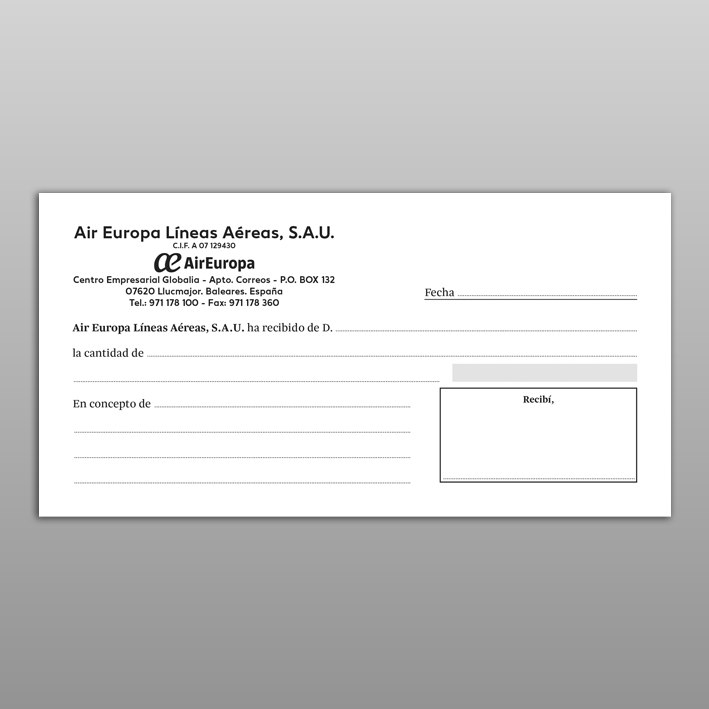 Air Europa Líneas Aéreas, S.A.U.
C.I.F. A 07 129430
AirEuropa
Centro Empresarial Globalia - Apto. Correos - P.O. BOX 132
07620 Llucmajor. Baleares. España
Tel.: 971 178 100 - Fax: 971 178 360
Fecha
Air Europa Líneas Aéreas, S.A.U. ha recibido de D.
la cantidad de
En concepto de
Recibí,